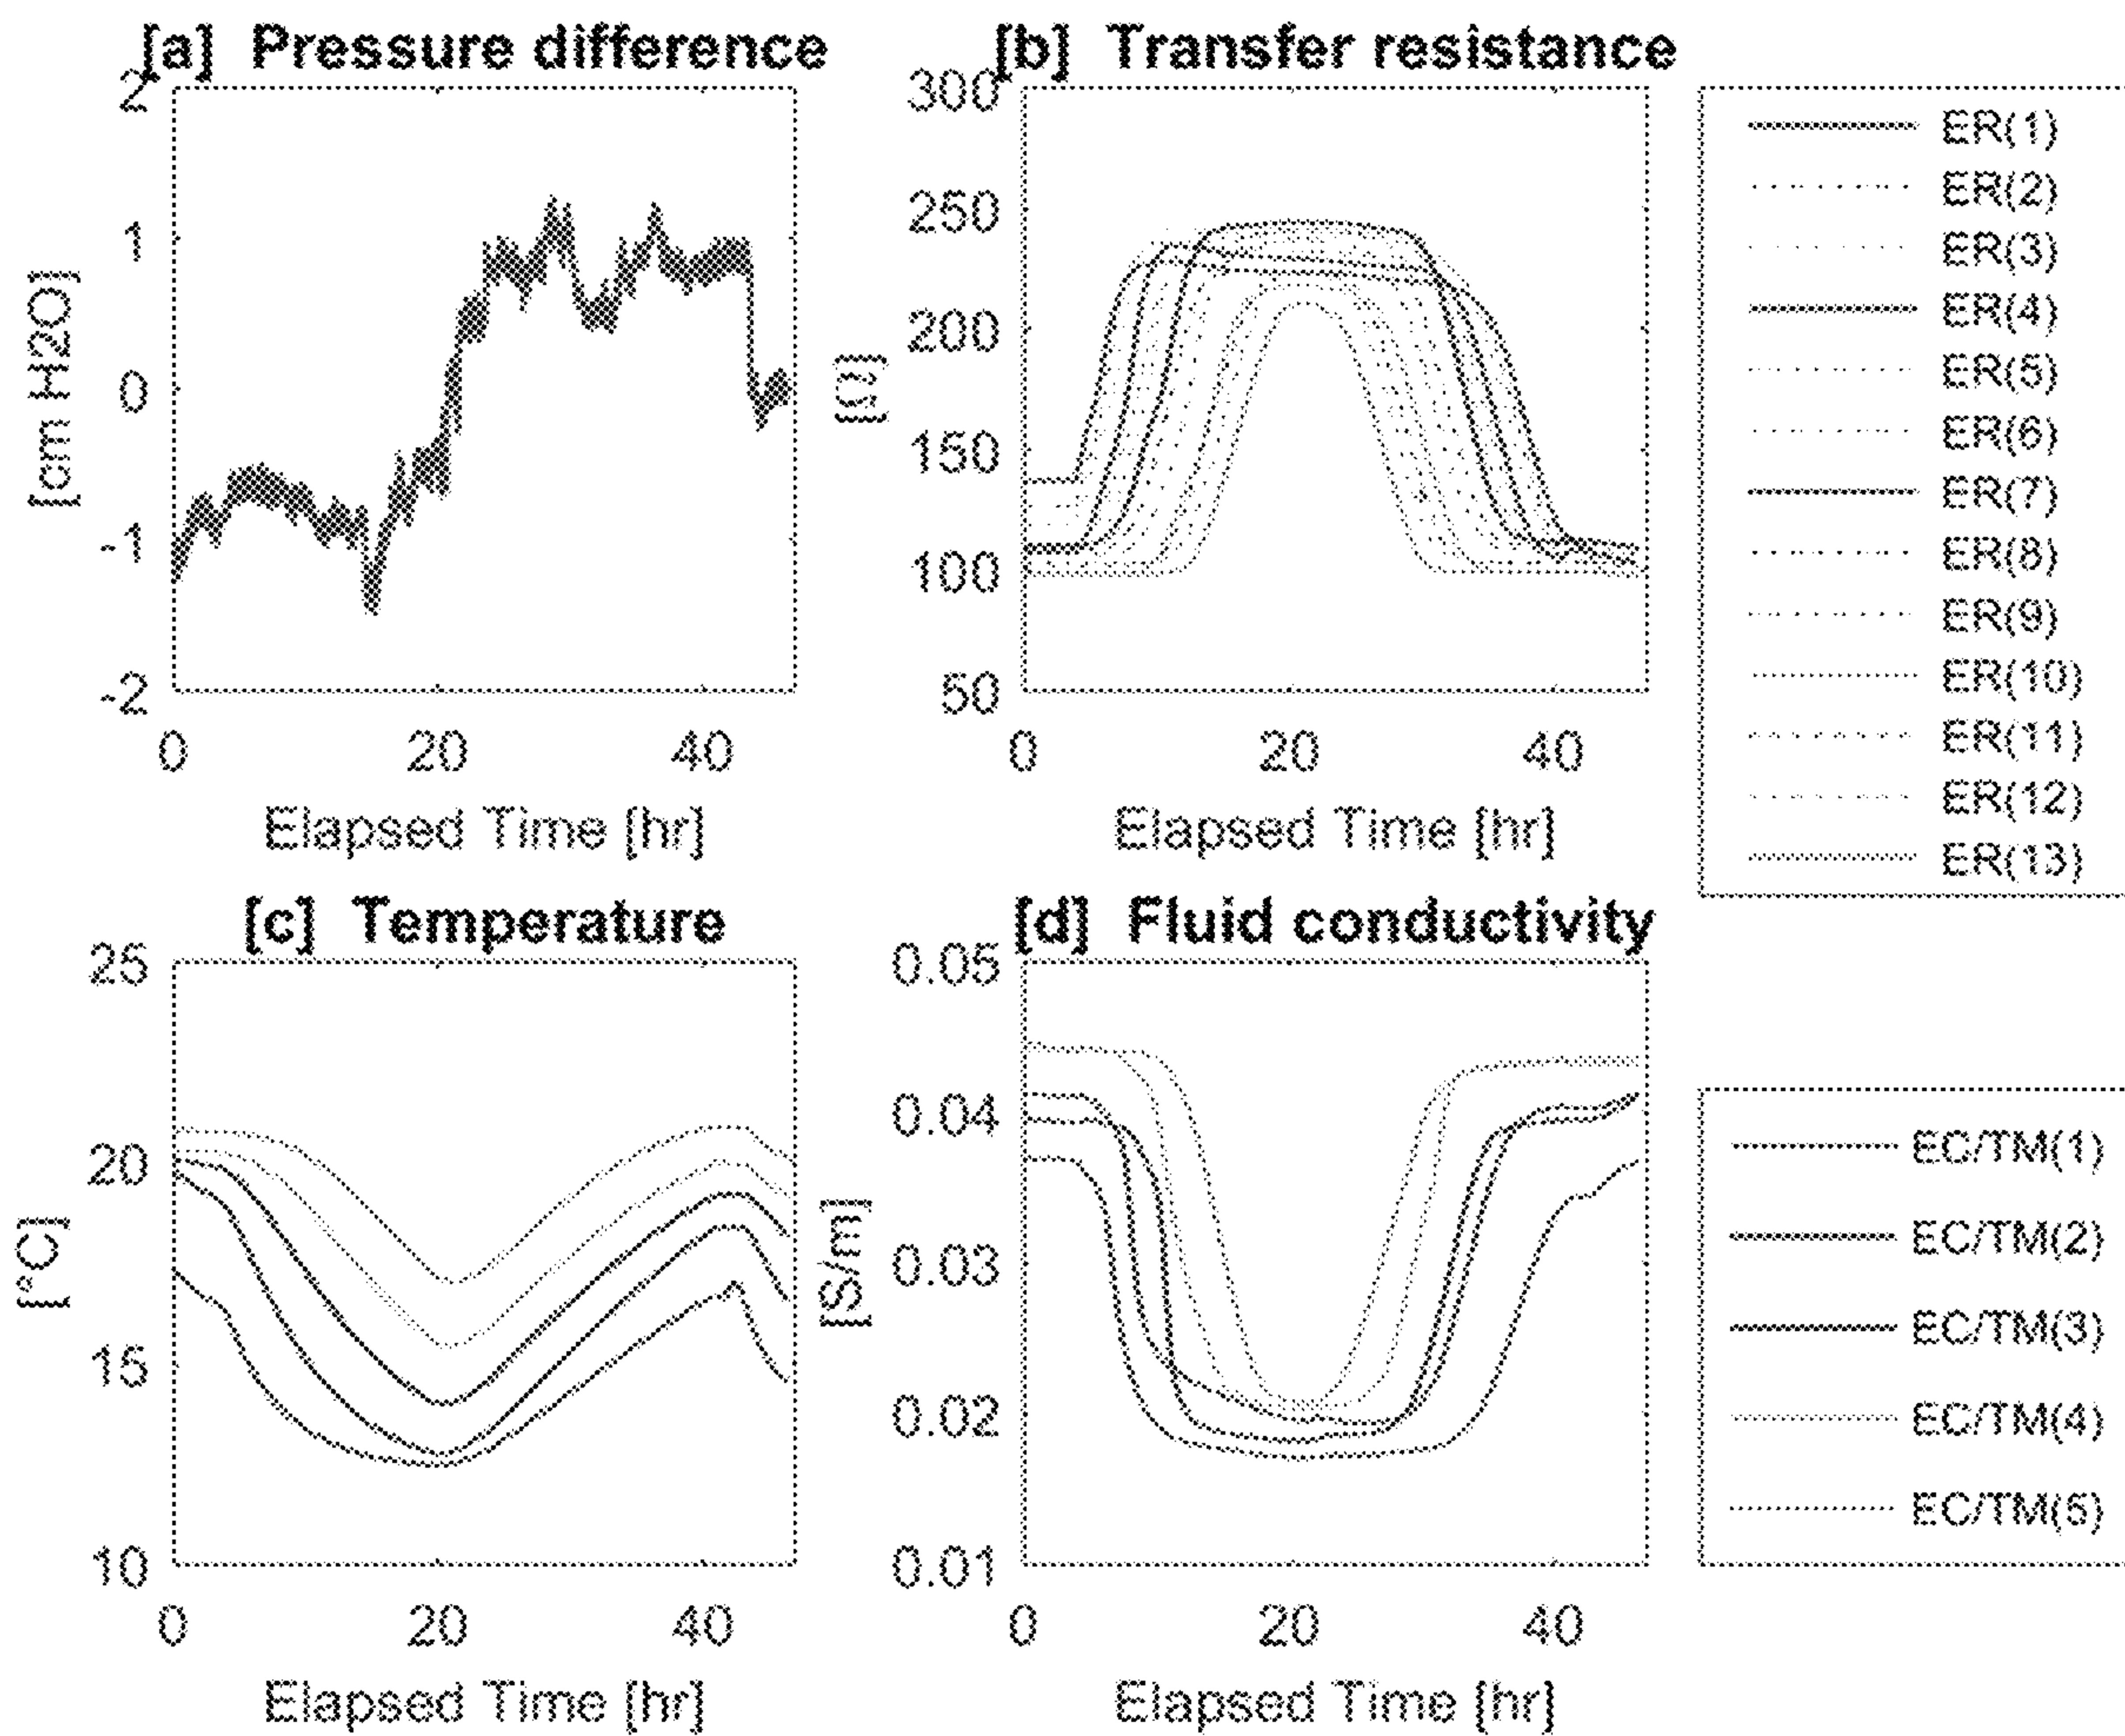 [a] Pressure difference
2
1
0
-1
-2
[cm H2O]
0 20 40
Elapsed Time [hr]
[b] Transfer resistance
300
250
200
150
100
50
[Ω]
0 20 40
Elapsed Time [hr]
ER(1)
ER(2)
ER(3)
ER(4)
ER(5)
ER(6)
ER(7)
ER(8)
ER(9)
ER(10)
ER(11)
ER(12)
ER(13)
[c] Temperature
25
20
15
10
[°C]
0 20 40
Elapsed Time [hr]
[d] Fluid conductivity
0.05
0.04
0.03
0.02
0.01
[S/m]
0 20 40
Elapsed Time [hr]
EC/TM(1)
EC/TM(2)
EC/TM(3)
EC/TM(4)
EC/TM(5)